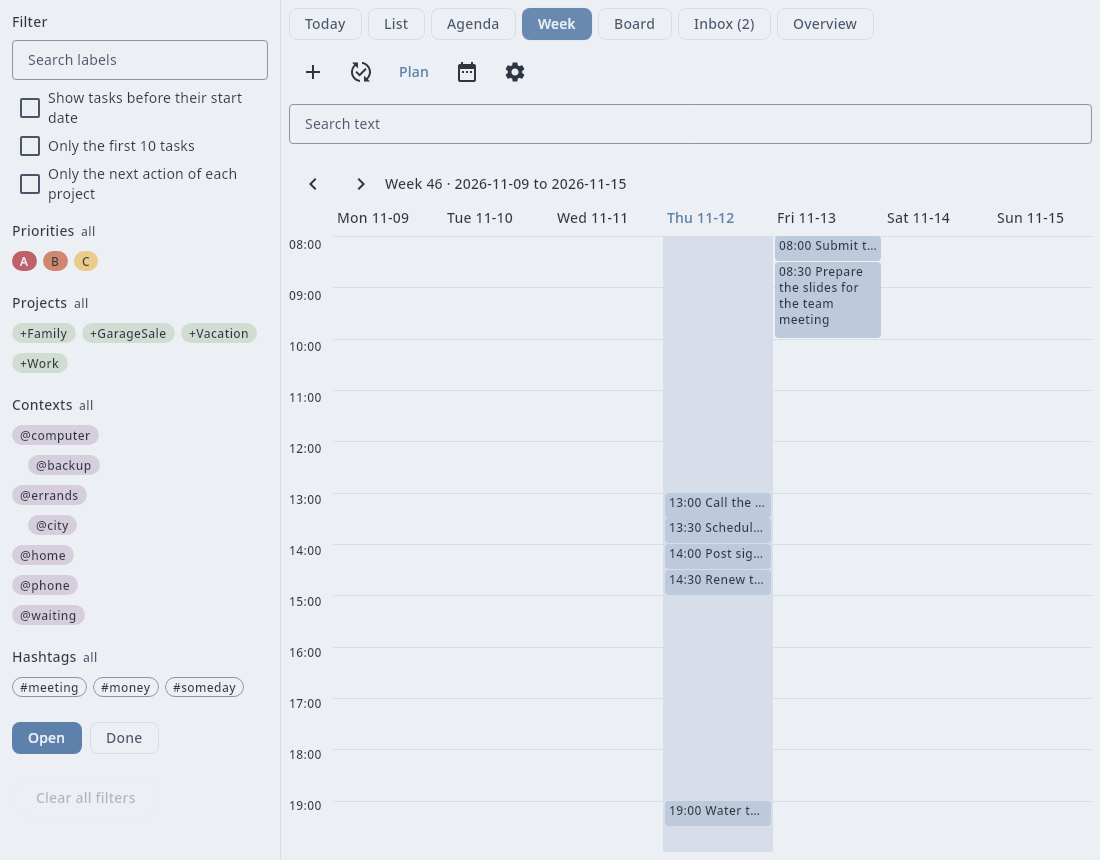 Filter
Search labels
Show tasks before their start
date
Only the first 10 tasks
Only the next action of each
project
Priorities all
A B C
Projects all
+Family +GarageSale +Vacation
+Work
Contexts all
@computer
@backup
@errands
@city
@home
@phone
@waiting
Hashtags all
#meeting #money #someday
Open Done
Clear all filters
Today List Agenda Week Board Inbox (2) Overview
Plan
Search text
Week 46 · 2026-11-09 to 2026-11-15
Mon 11-09 Tue 11-10 Wed 11-11 Thu 11-12 Fri 11-13 Sat 11-14 Sun 11-15
08:00
08:00 Submit t…
08:30 Prepare
the slides for
the team
meeting
09:00
10:00
11:00
12:00
13:00
13:00 Call the …
13:30 Schedul…
14:00
14:00 Post sig…
14:30 Renew t…
15:00
16:00
17:00
18:00
19:00
19:00 Water t…